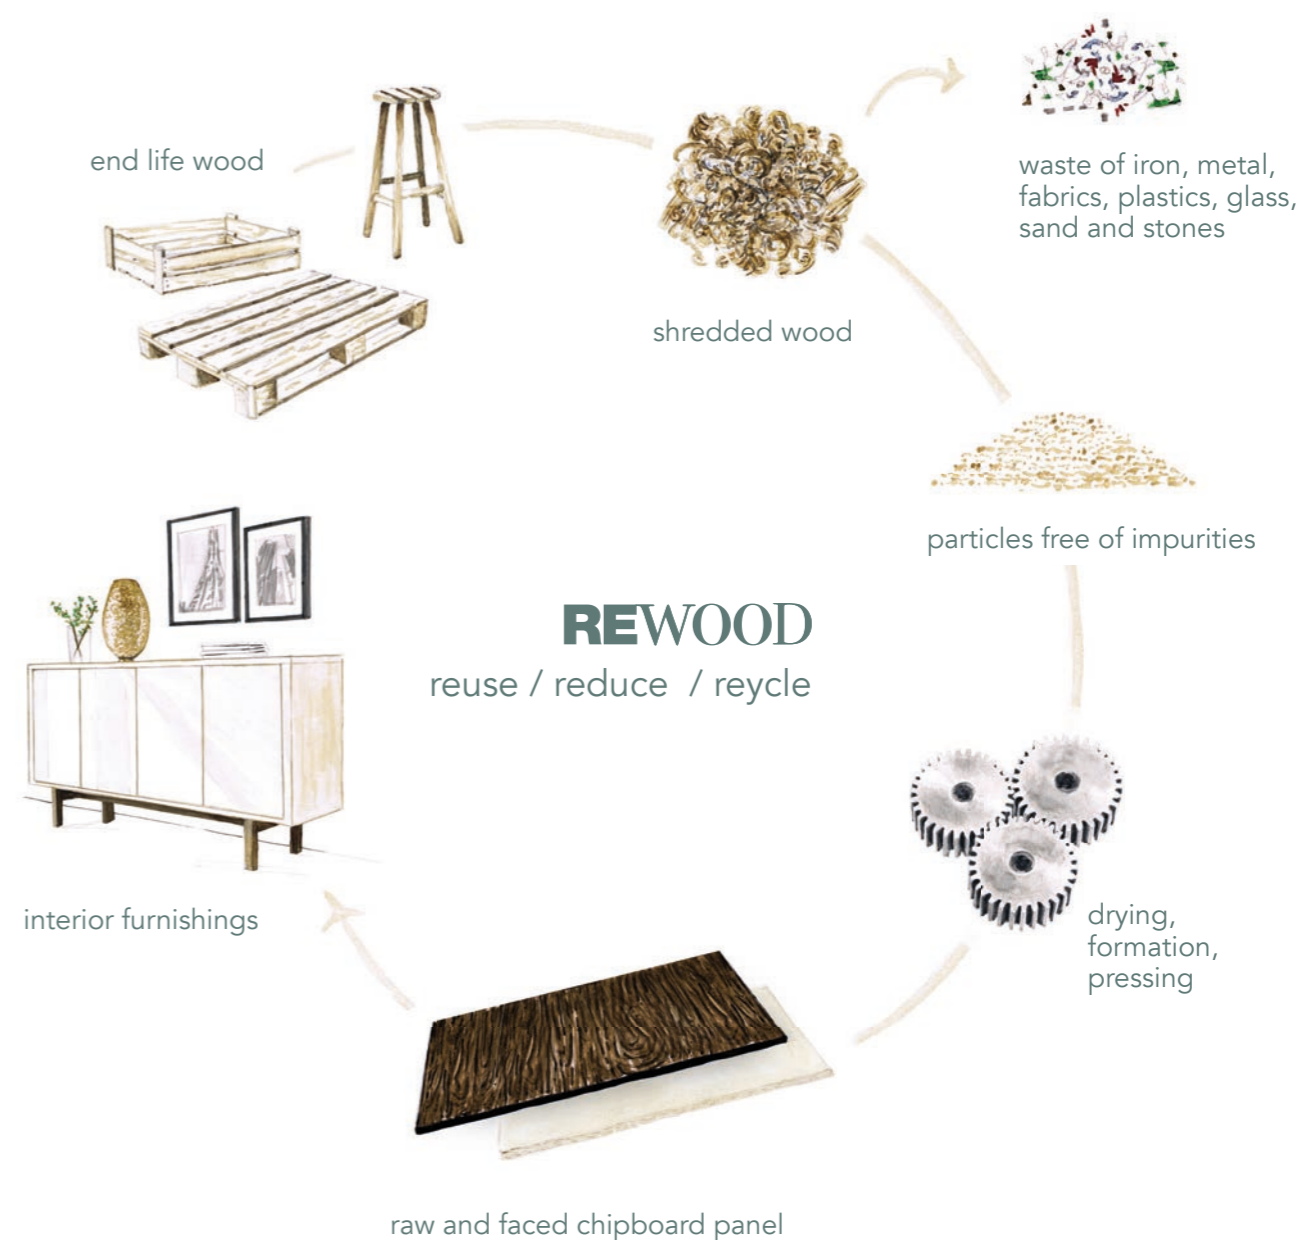 end life wood
shredded wood
waste of iron, metal,
fabrics, plastics, glass,
sand and stones
particles free of impurities
REWOOD
reuse / reduce / reycle
drying,
formation,
pressing
interior furnishings
raw and faced chipboard panel